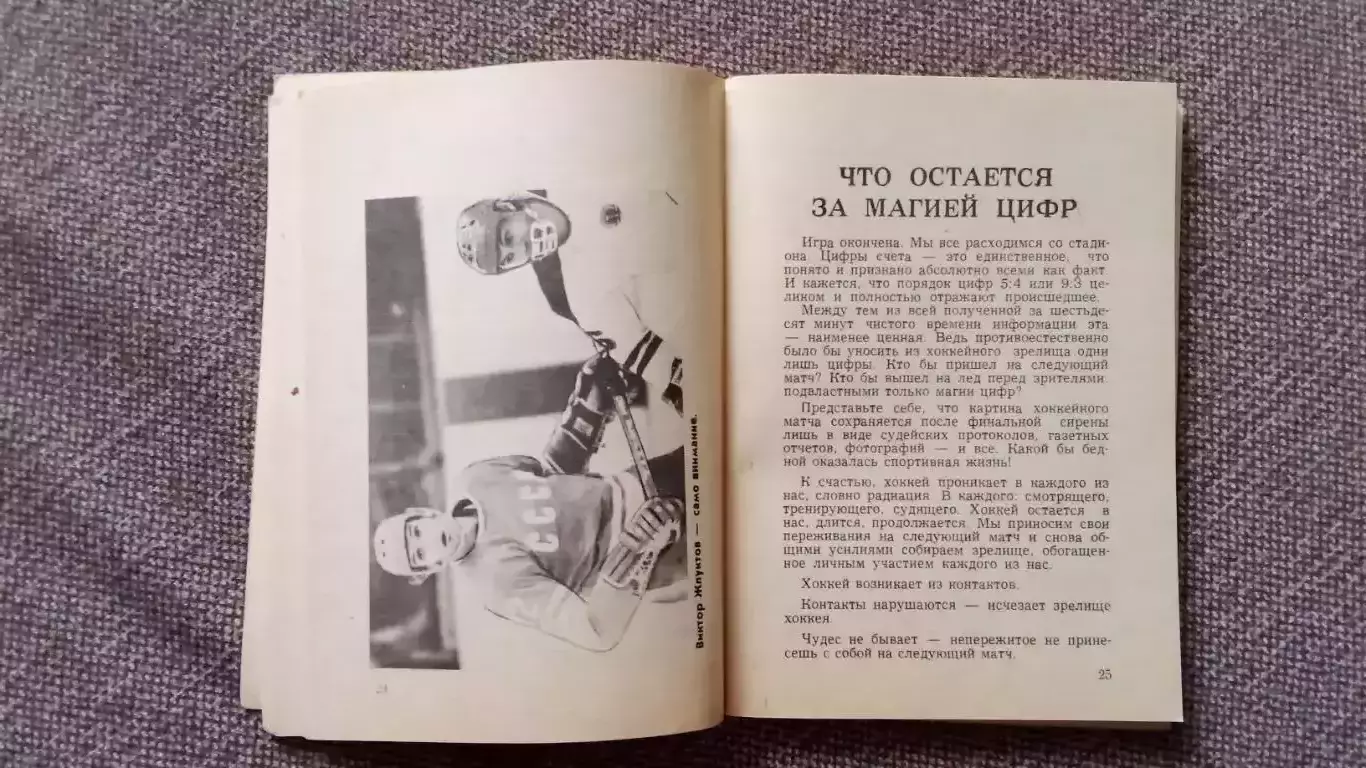 СССР
Виктор Жлуктов — само внимание.
24
ЧТО ОСТАЕТСЯ
ЗА МАГИЕЙ ЦИФР
Игра окончена. Мы все расходимся со стади-
она Цифры счета — это единственное, что
понято и признано абсолютно всеми как факт.
И кажется, что порядок цифр 5:4 или 9:3 це-
ликом и полностью отражают происшедшее.
Между тем из всей полученной за шестьде-
сят минут чистого времени информации эта
— наименее ценная. Ведь противоестественно
было бы уносить из хоккейного зрелища одни
лишь цифры. Кто бы пришел на следующий
матч? Кто бы вышел на лед перед зрителями,
подвластными только магии цифр?
Представьте себе, что картина хоккейного
матча сохраняется после финальной сирены
лишь в виде судейских протоколов, газетных
отчетов, фотографий — и все. Какой бы бед-
ной оказалась спортивная жизнь!
К счастью, хоккей проникает в каждого из
нас, словно радиация. В каждого: смотрящего,
тренирующего, судящего. Хоккей остается в
нас, длится, продолжается. Мы приносим свои
переживания на следующий матч и снова об-
щими усилиями собираем зрелище, обогащен-
ное личным участием каждого из нас.
Хоккей возникает из контактов.
Контакты нарушаются — исчезает зрелище
хоккея.
Чудес не бывает — непережитое не прине-
сешь с собой на следующий матч.
25